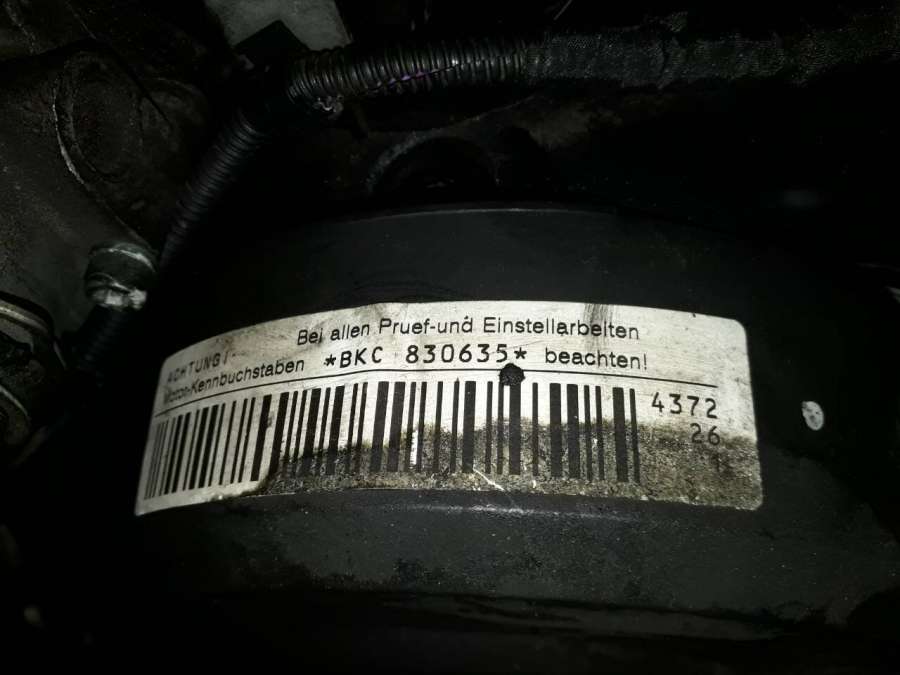 ACHTUNG! Bei allen Pruef-und Einstellarbeiten
Motor-Kennbuchstaben *BKC 830635* beachten!
4372
26